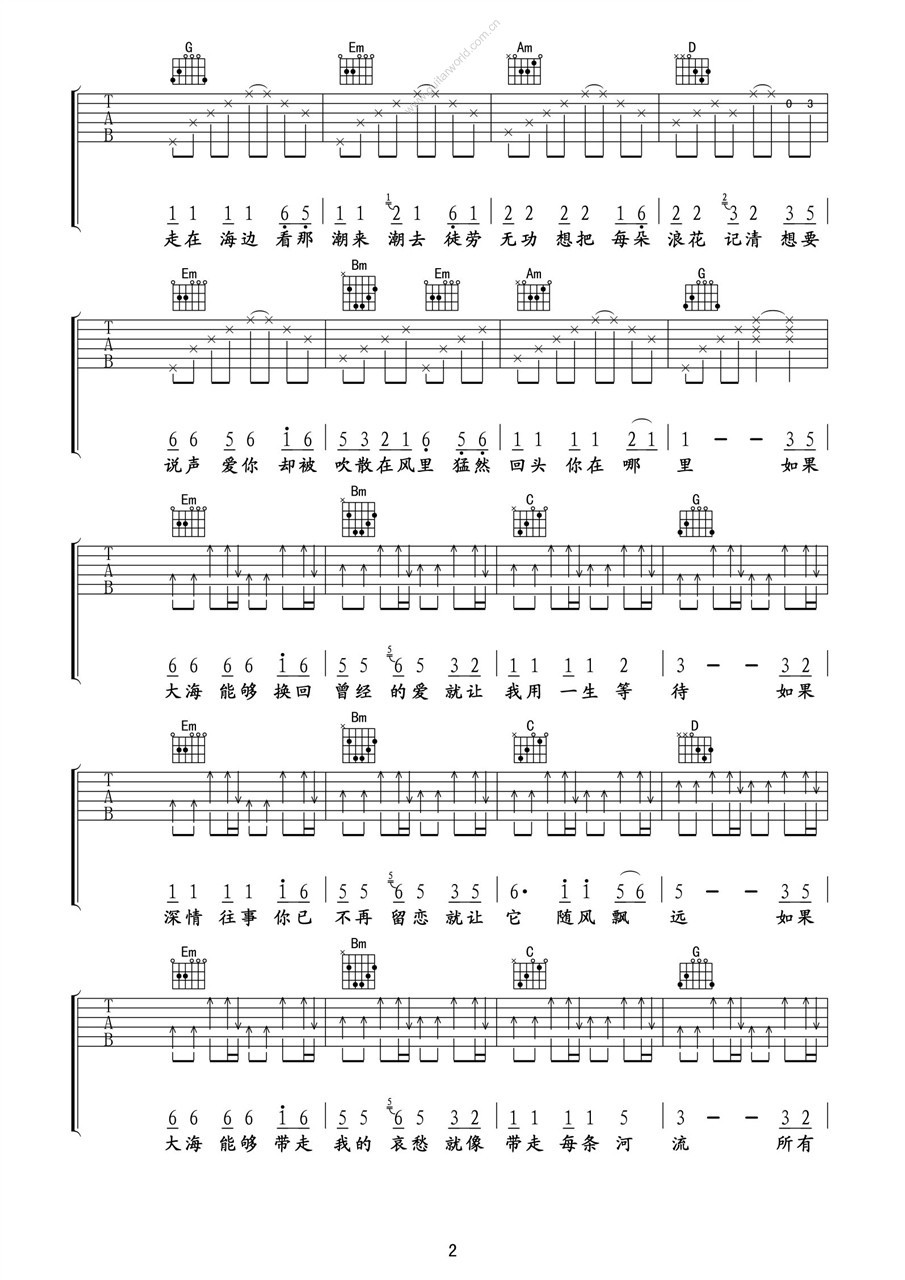 www.guitarworld.com.cn
G Em Am D
T
A
B
0 3
1 1 1 1 6 5 1 1 1 2 1 6 1 2 2 2 2 1 6 2 2 2 3 2 3 5
走在 海边 看那 潮来 潮去 徒劳 无功 想把 每朵 浪花 记清 想要
Em Bm Em Am G
T
A
B
6 6 5 6 1 6 5 3 2 1 6 5 6 1 1 1 1 2 1 1 — — 3 5
说声 爱你 却被 吹散在风里 猛然 回头 你在 哪 里 如果
Em Bm C G
T
A
B
6 6 6 6 1 6 5 5 5 6 5 3 2 1 1 1 1 2 3 — — 3 2
大海 能够 换回 曾经 的爱 就让 我用 一生 等 待 如果
Em Bm C D
T
A
B
1 1 1 1 1 6 5 5 5 6 5 3 5 6· 1 1 5 6 5 — — 3 5
深情 往事 你已 不再 留恋 就让 它 随风 飘 远 如果
Em Bm C G
T
A
B
6 6 6 6 1 6 5 5 5 6 5 3 2 1 1 1 1 5 3 — — 3 2
大海 能够 带走 我的 哀愁 就像 带走 每条 河 流 所有
2